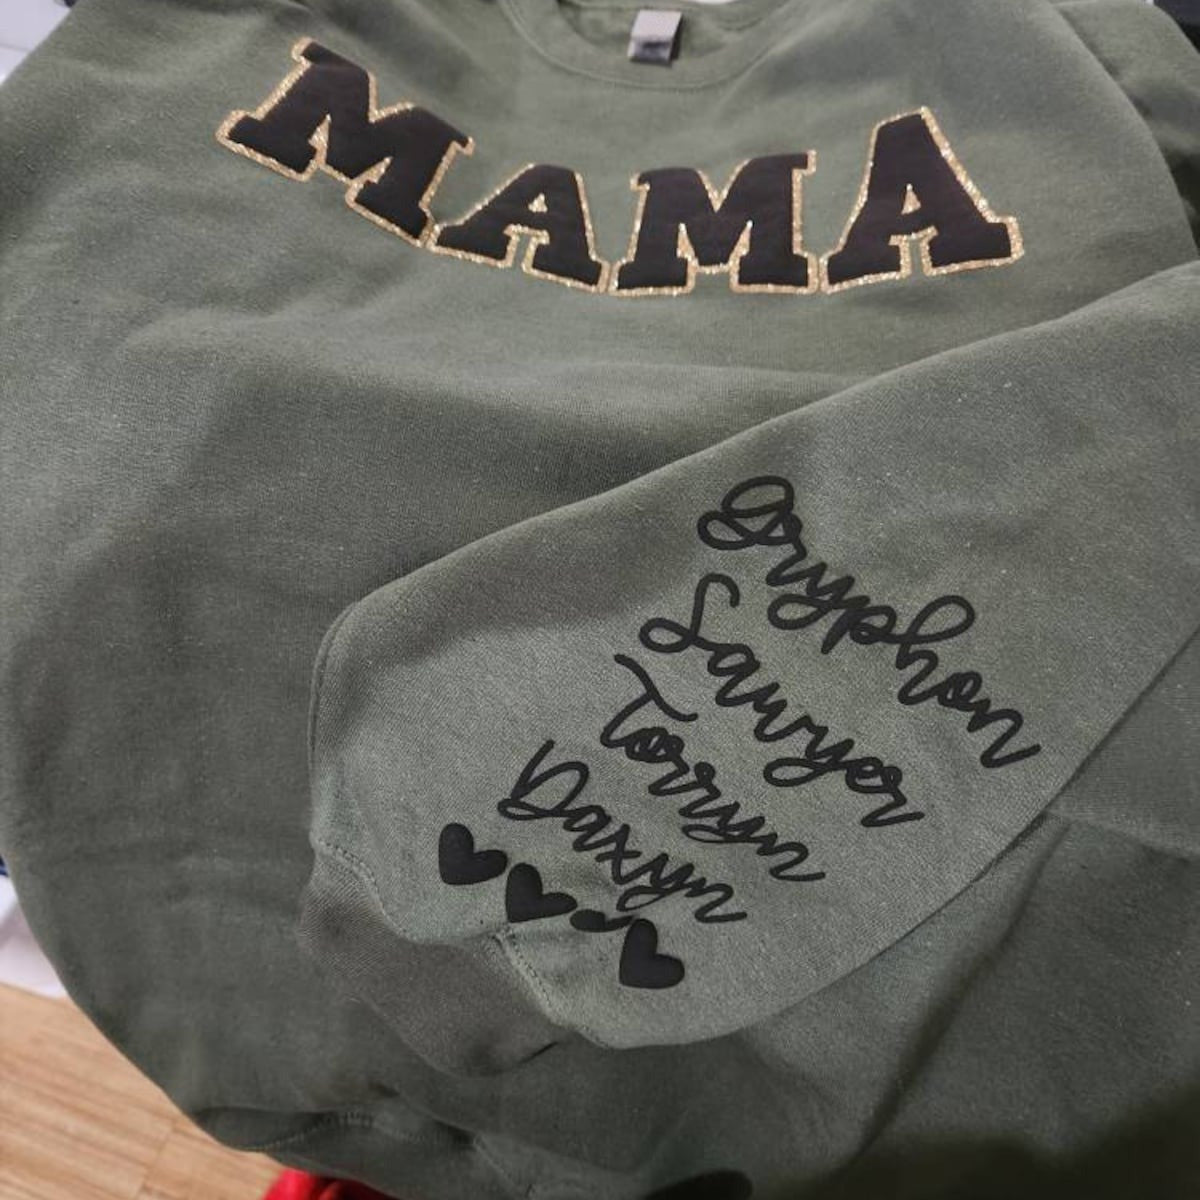 MAMA
Gryphon
Sawyer
Torryn
Daxyn